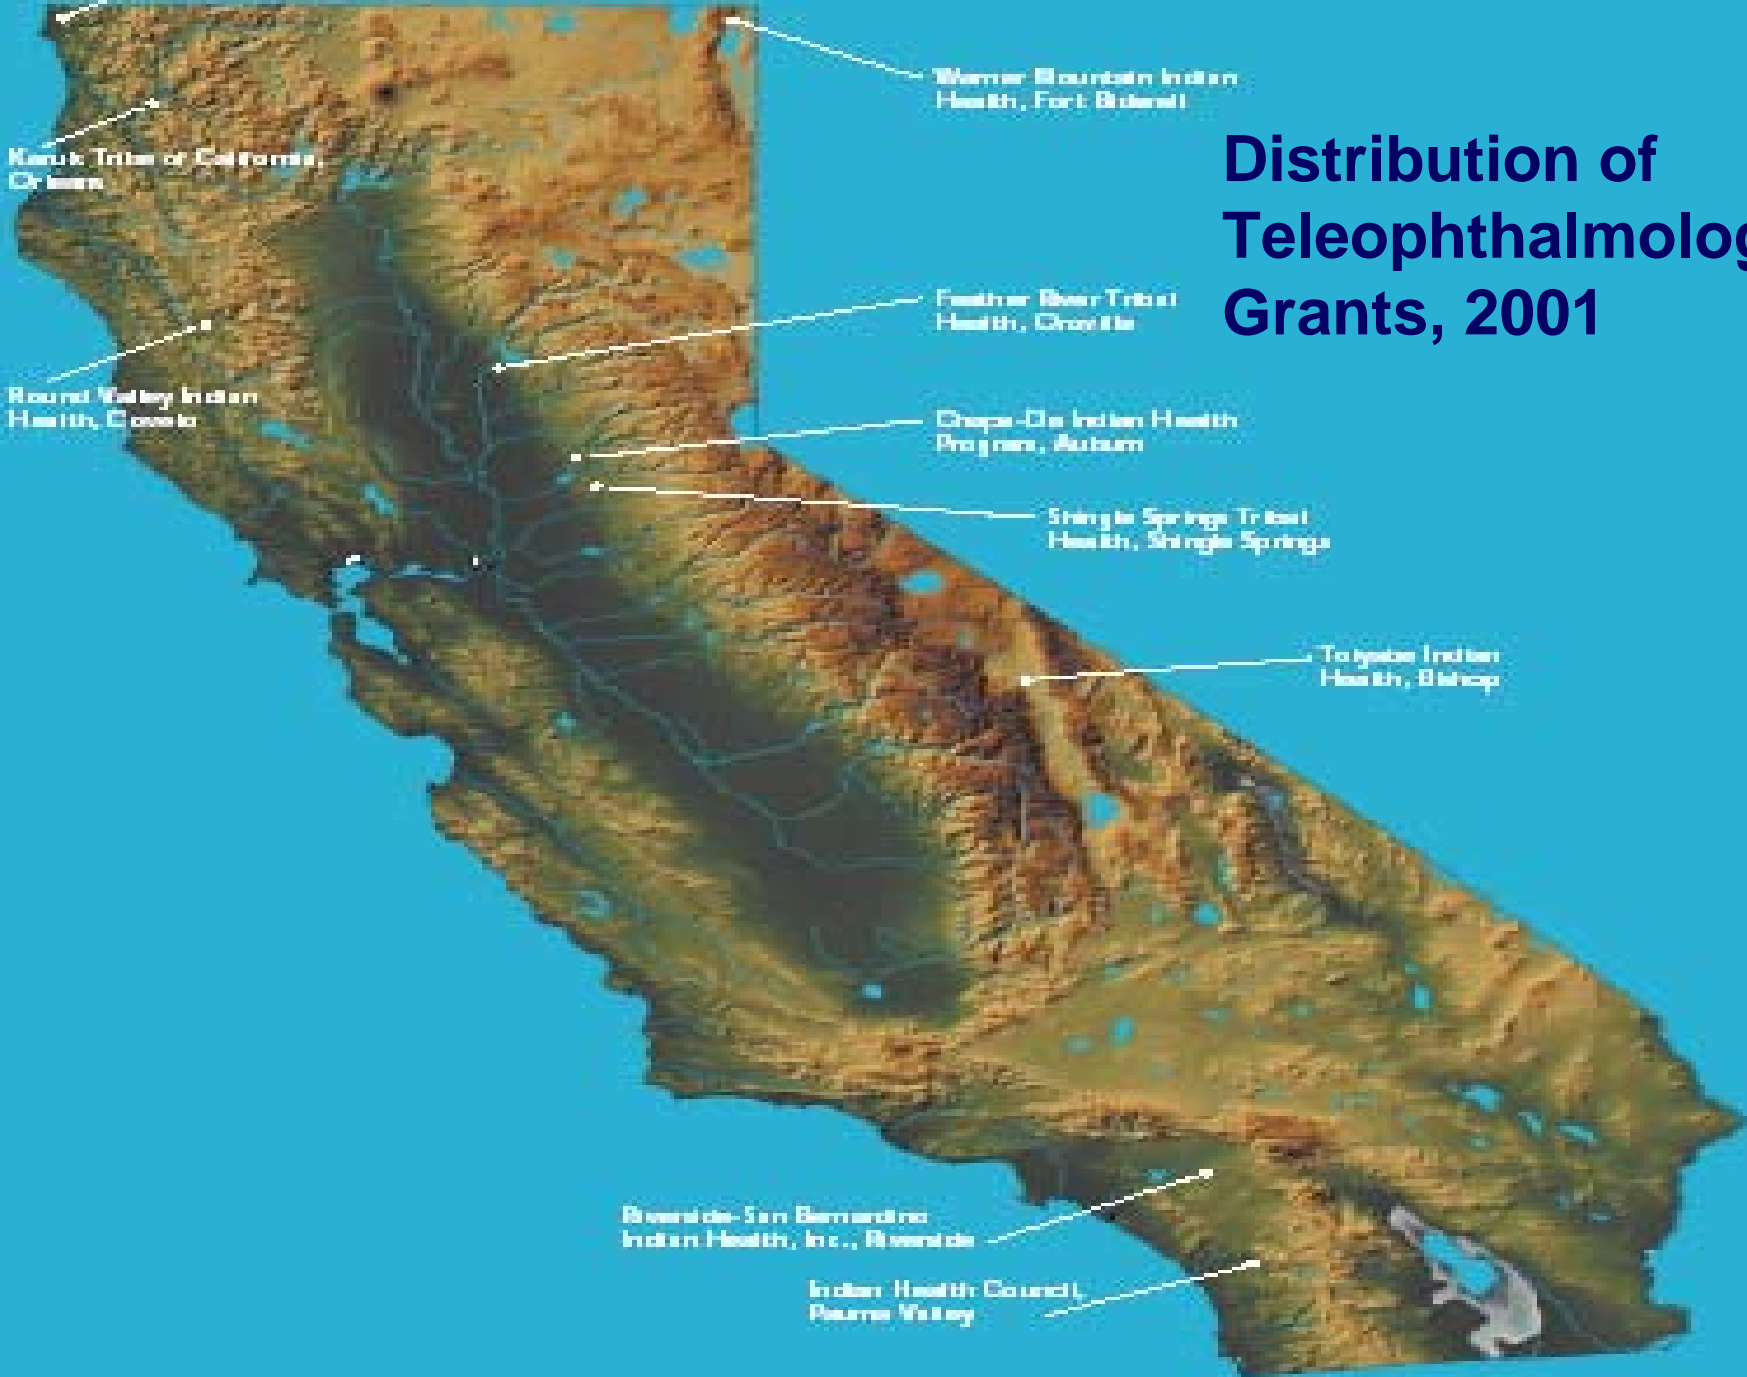 Warner Mountain Indian
Health, Fort Bidwell
Distribution of
Teleophthalmolog
Grants, 2001
Karuk Tribe of California,
Orleans
Feather River Tribal
Health, Oroville
Round Valley Indian
Health, Covelo
Chapa-De Indian Health
Program, Auburn
Shingle Springs Tribal
Health, Shingle Springs
Toiyabe Indian
Health, Bishop
Riverside-San Bernardino
Indian Health, Inc., Riverside
Indian Health Council,
Pauma Valley